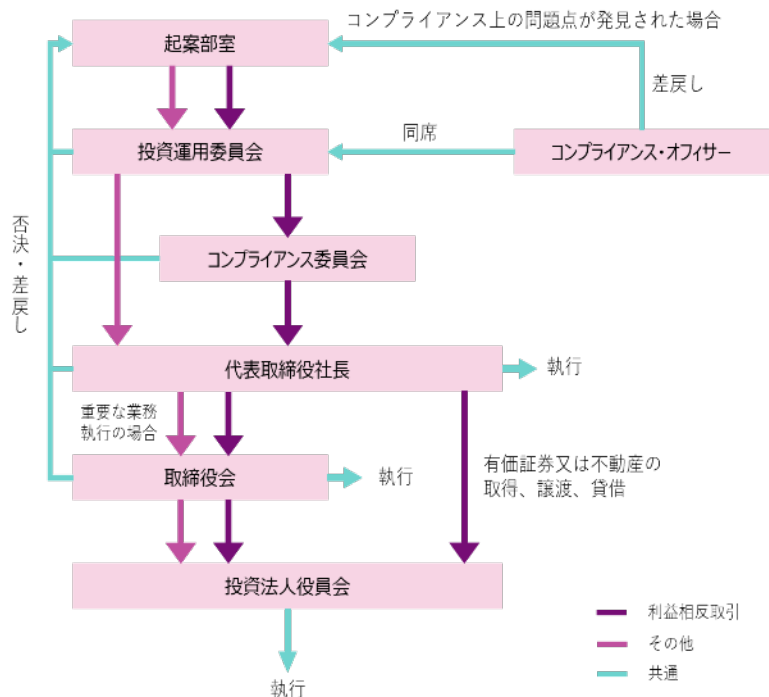 コンプライアンス上の問題点が発見された場合
起案部室
差戻し
投資運用委員会
同席
コンプライアンス・オフィサー
否決・差戻し
コンプライアンス委員会
代表取締役社長
執行
重要な業務
執行の場合
取締役会
執行
有価証券又は不動産の
取得、譲渡、貸借
投資法人役員会
執行
利益相反取引
その他
共通